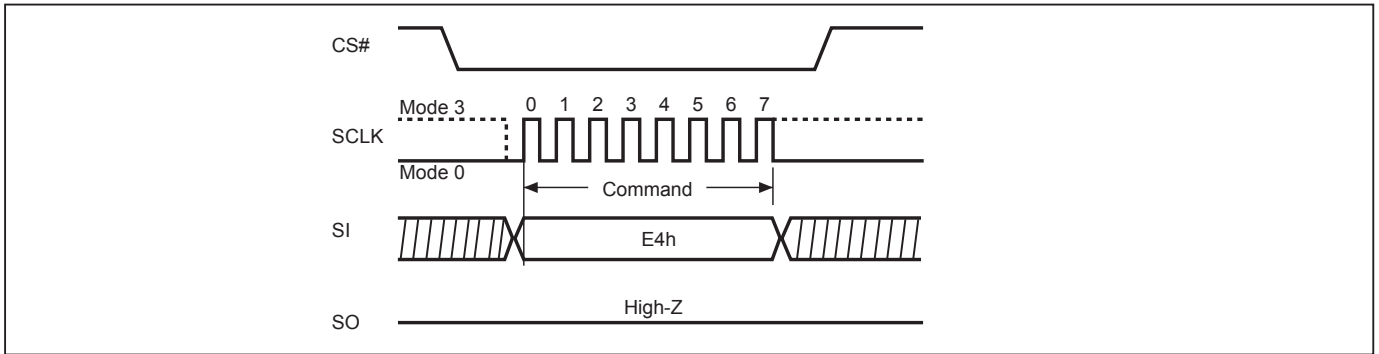 CS#
Mode 3
0 1 2 3 4 5 6 7
SCLK
Mode 0
Command
SI
E4h
High-Z
SO